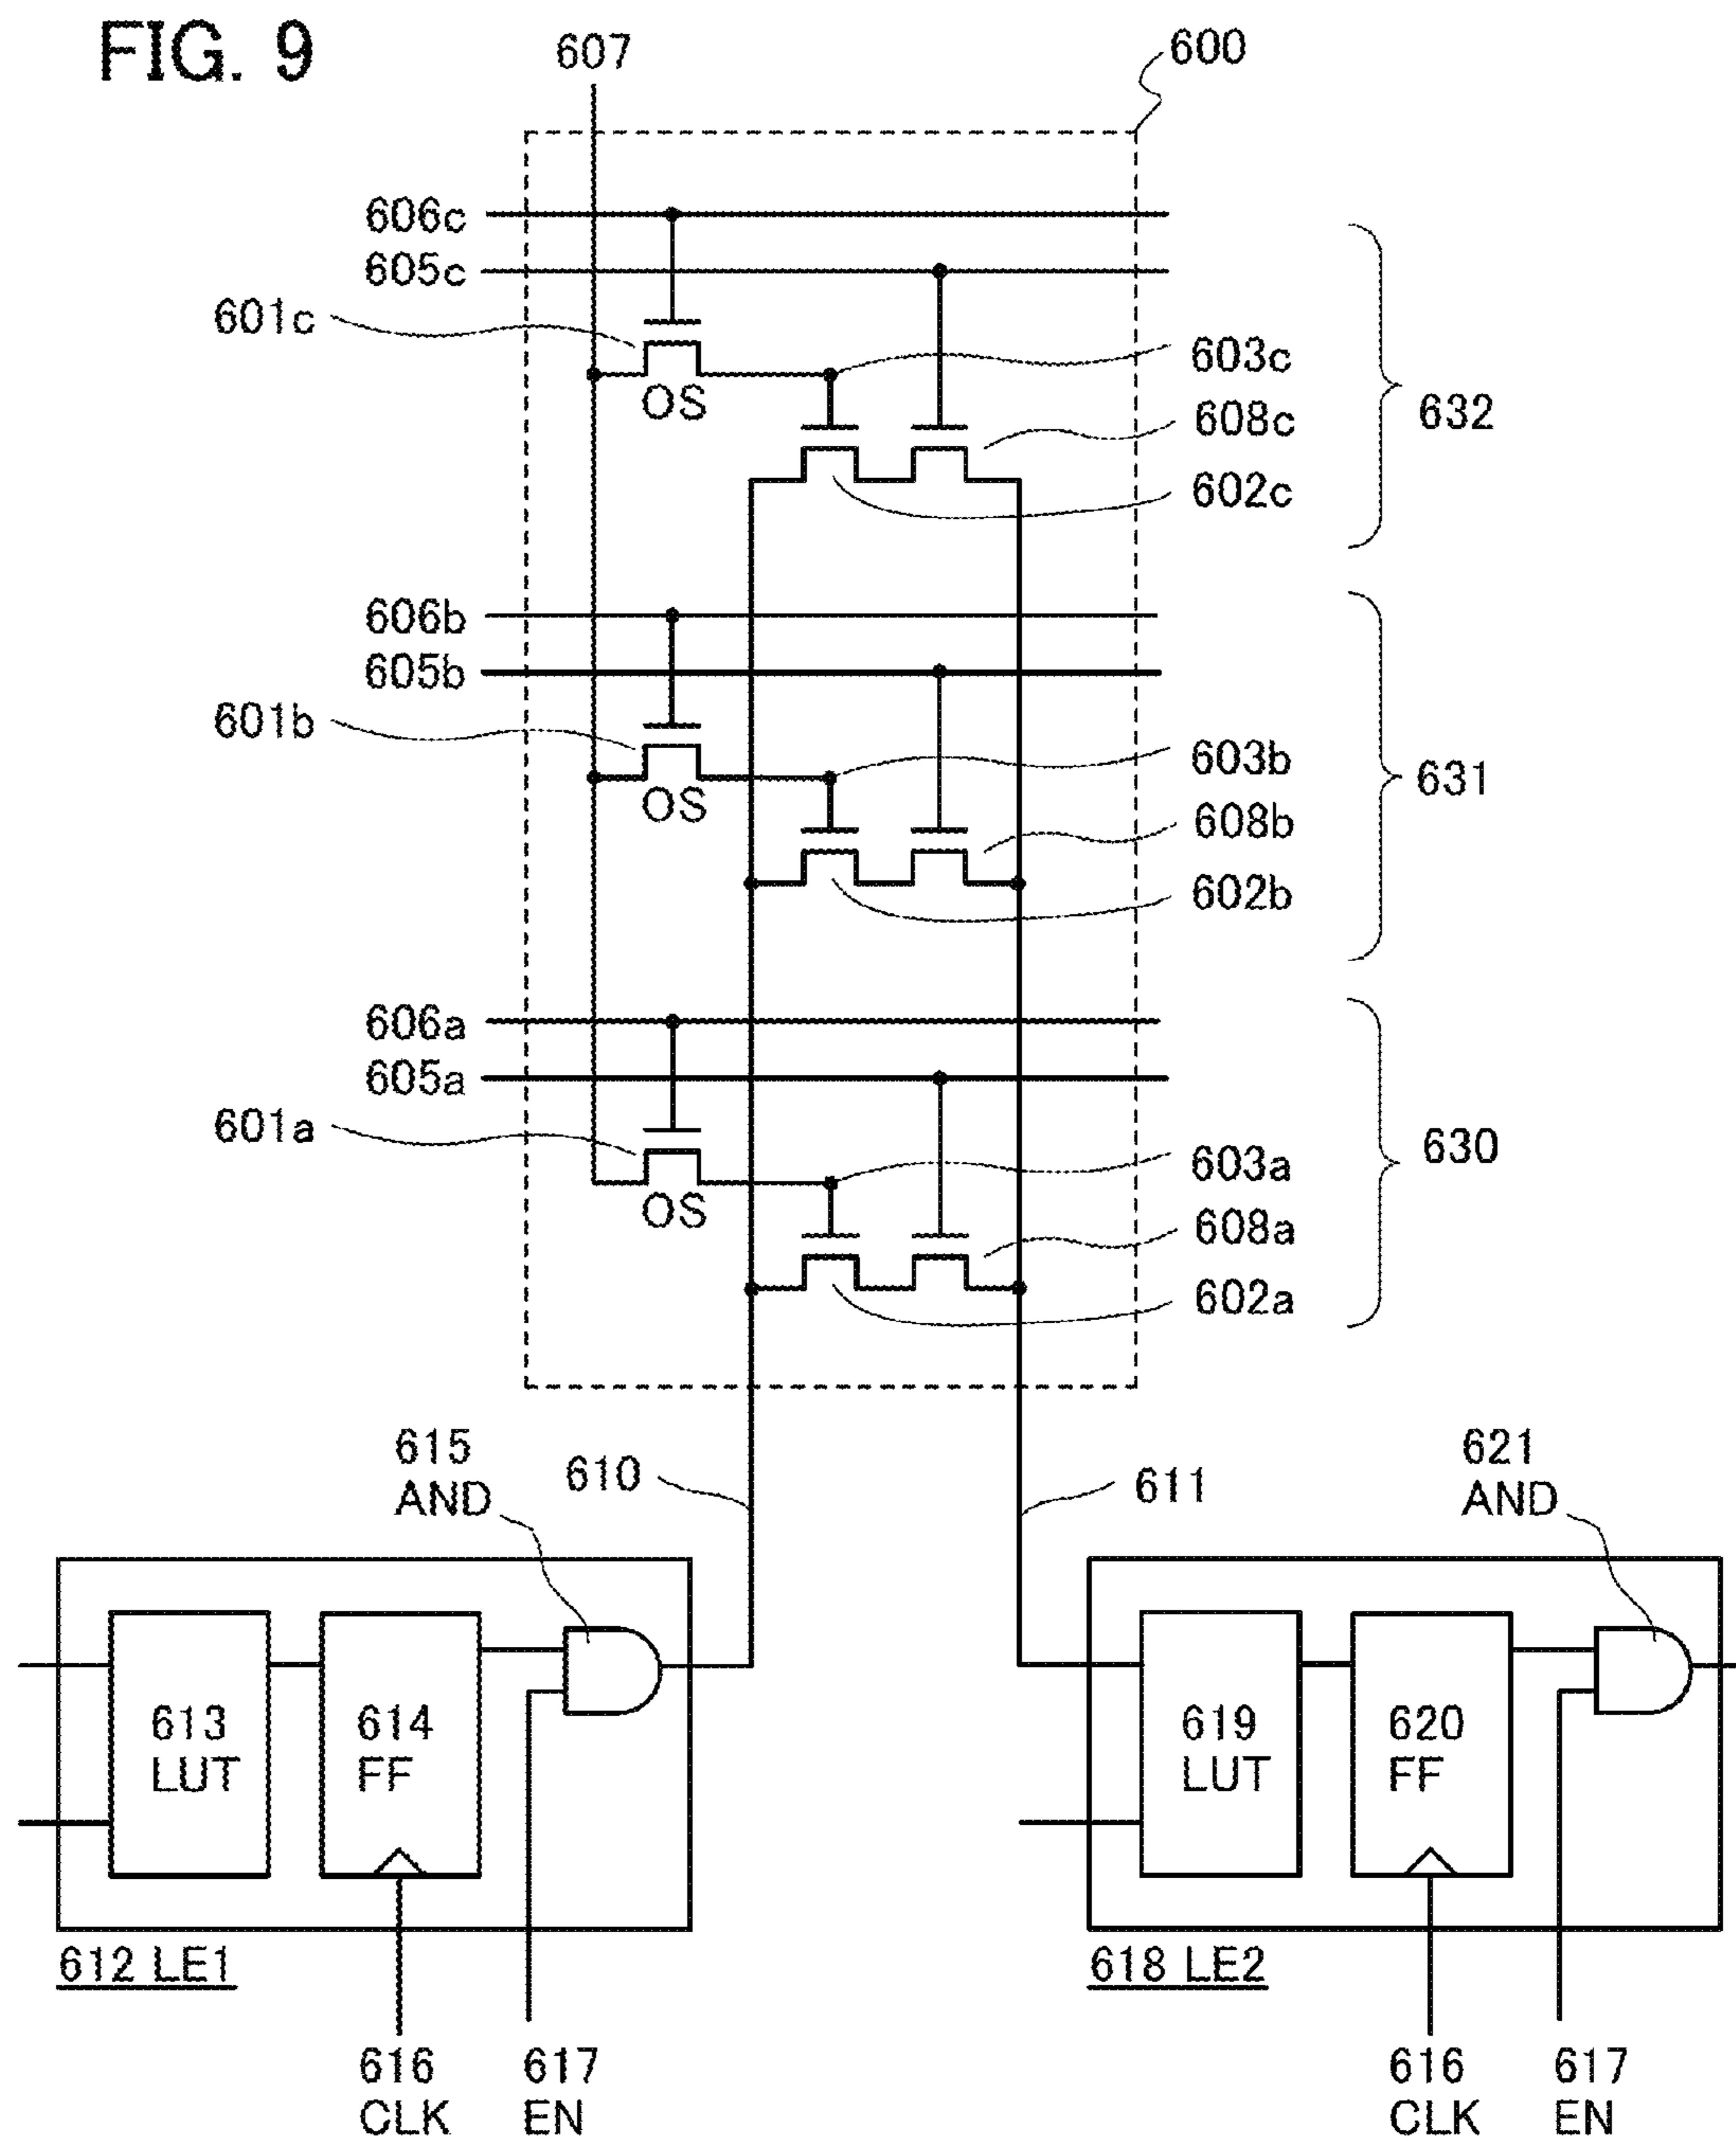 FIG. 9
607
600
606c
605c
601c
603c
OS
608c
632
602c
606b
605b
601b
603b
631
OS
608b
602b
606a
605a
601a
603a
630
OS
608a
602a
615
AND
610
611
621
AND
613
LUT
614
FF
619
LUT
620
FF
612 LE1
618 LE2
616
CLK
617
EN
616
CLK
617
EN